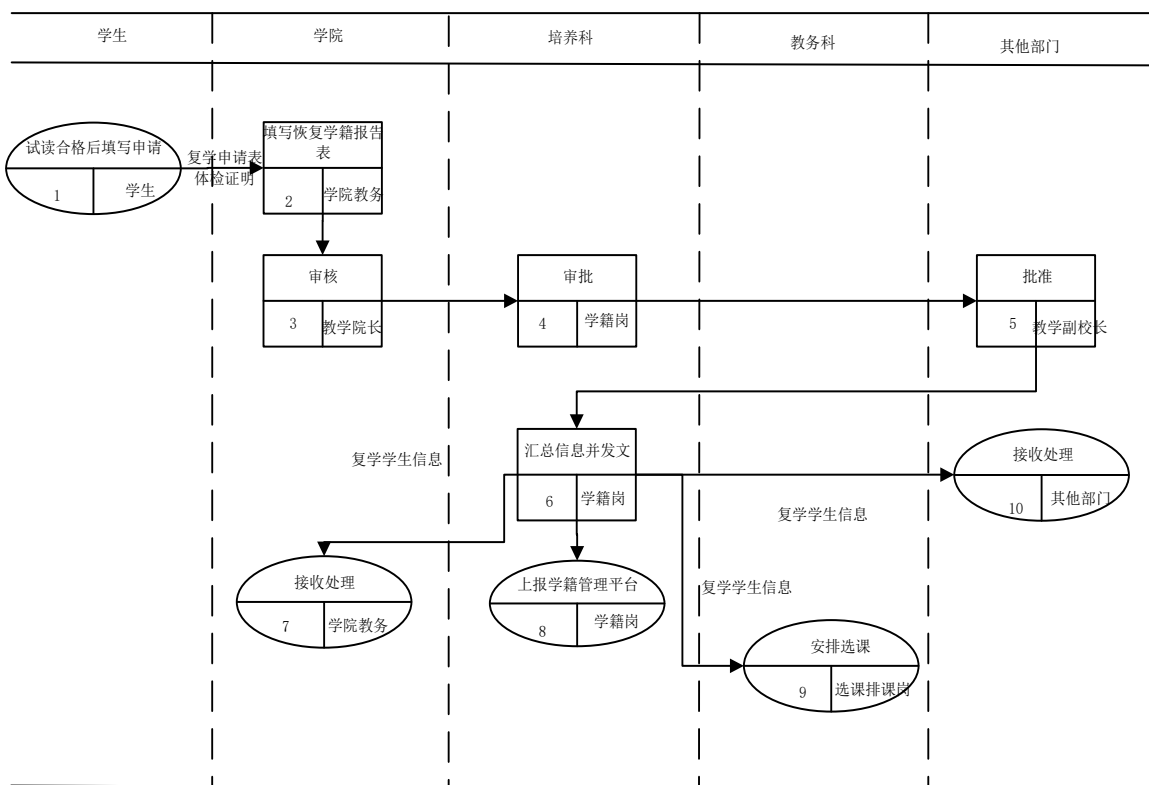 学生
学院
培养科
教务科
其他部门
试读合格后填写申请
1
学生
复学申请表
体检证明
填写恢复学籍报告
表
2
学院教务
审核
3
教学院长
审批
4
学籍岗
批准
5
教学副校长
汇总信息并发文
6
学籍岗
复学学生信息
接收处理
10
其他部门
复学学生信息
接收处理
7
学院教务
上报学籍管理平台
8
学籍岗
复学学生信息
安排选课
9
选课排课岗